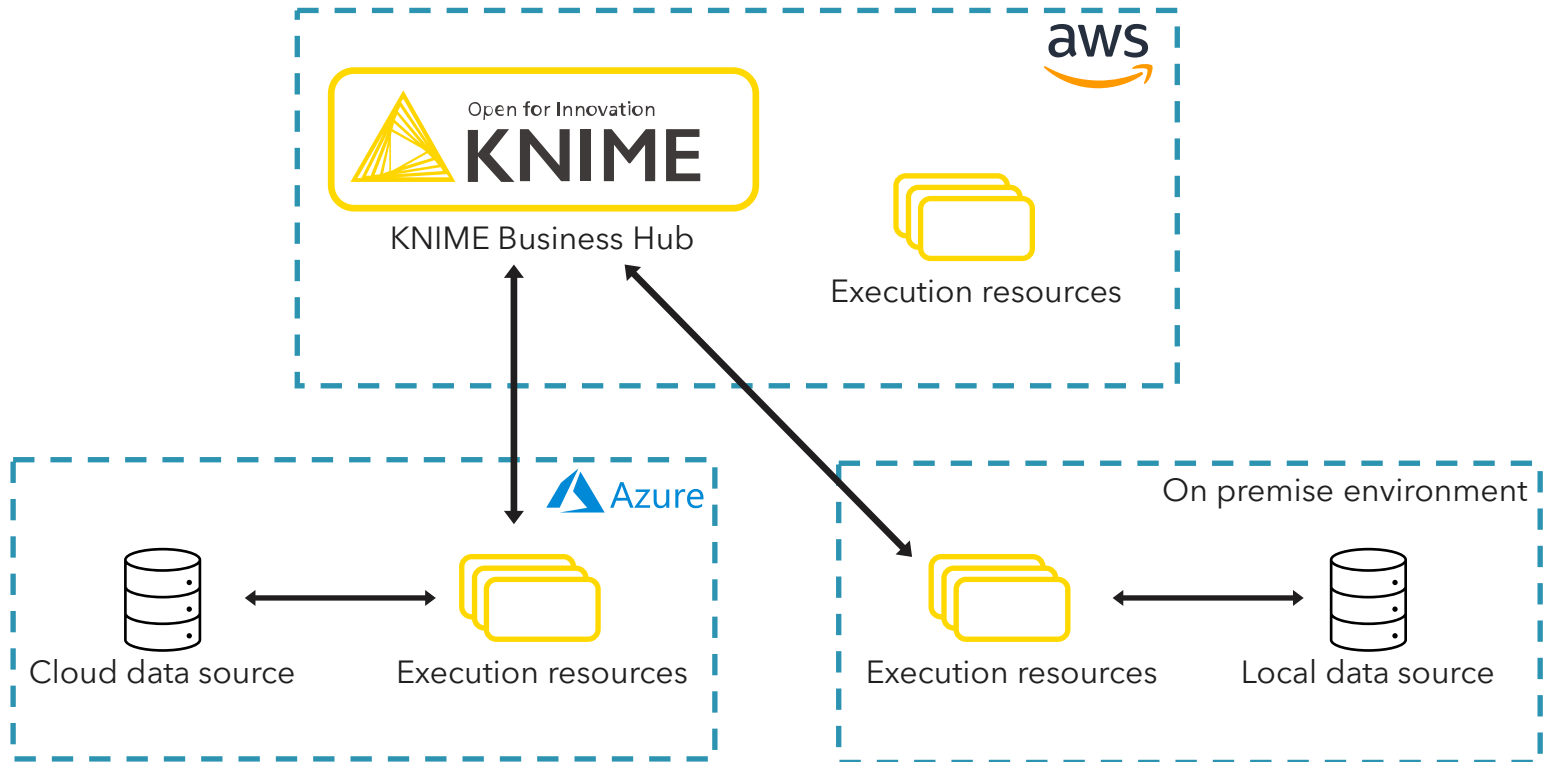 aws
Open for Innovation
KNIME
KNIME Business Hub
Execution resources
Azure
On premise environment
Cloud data source
Execution resources
Execution resources
Local data source